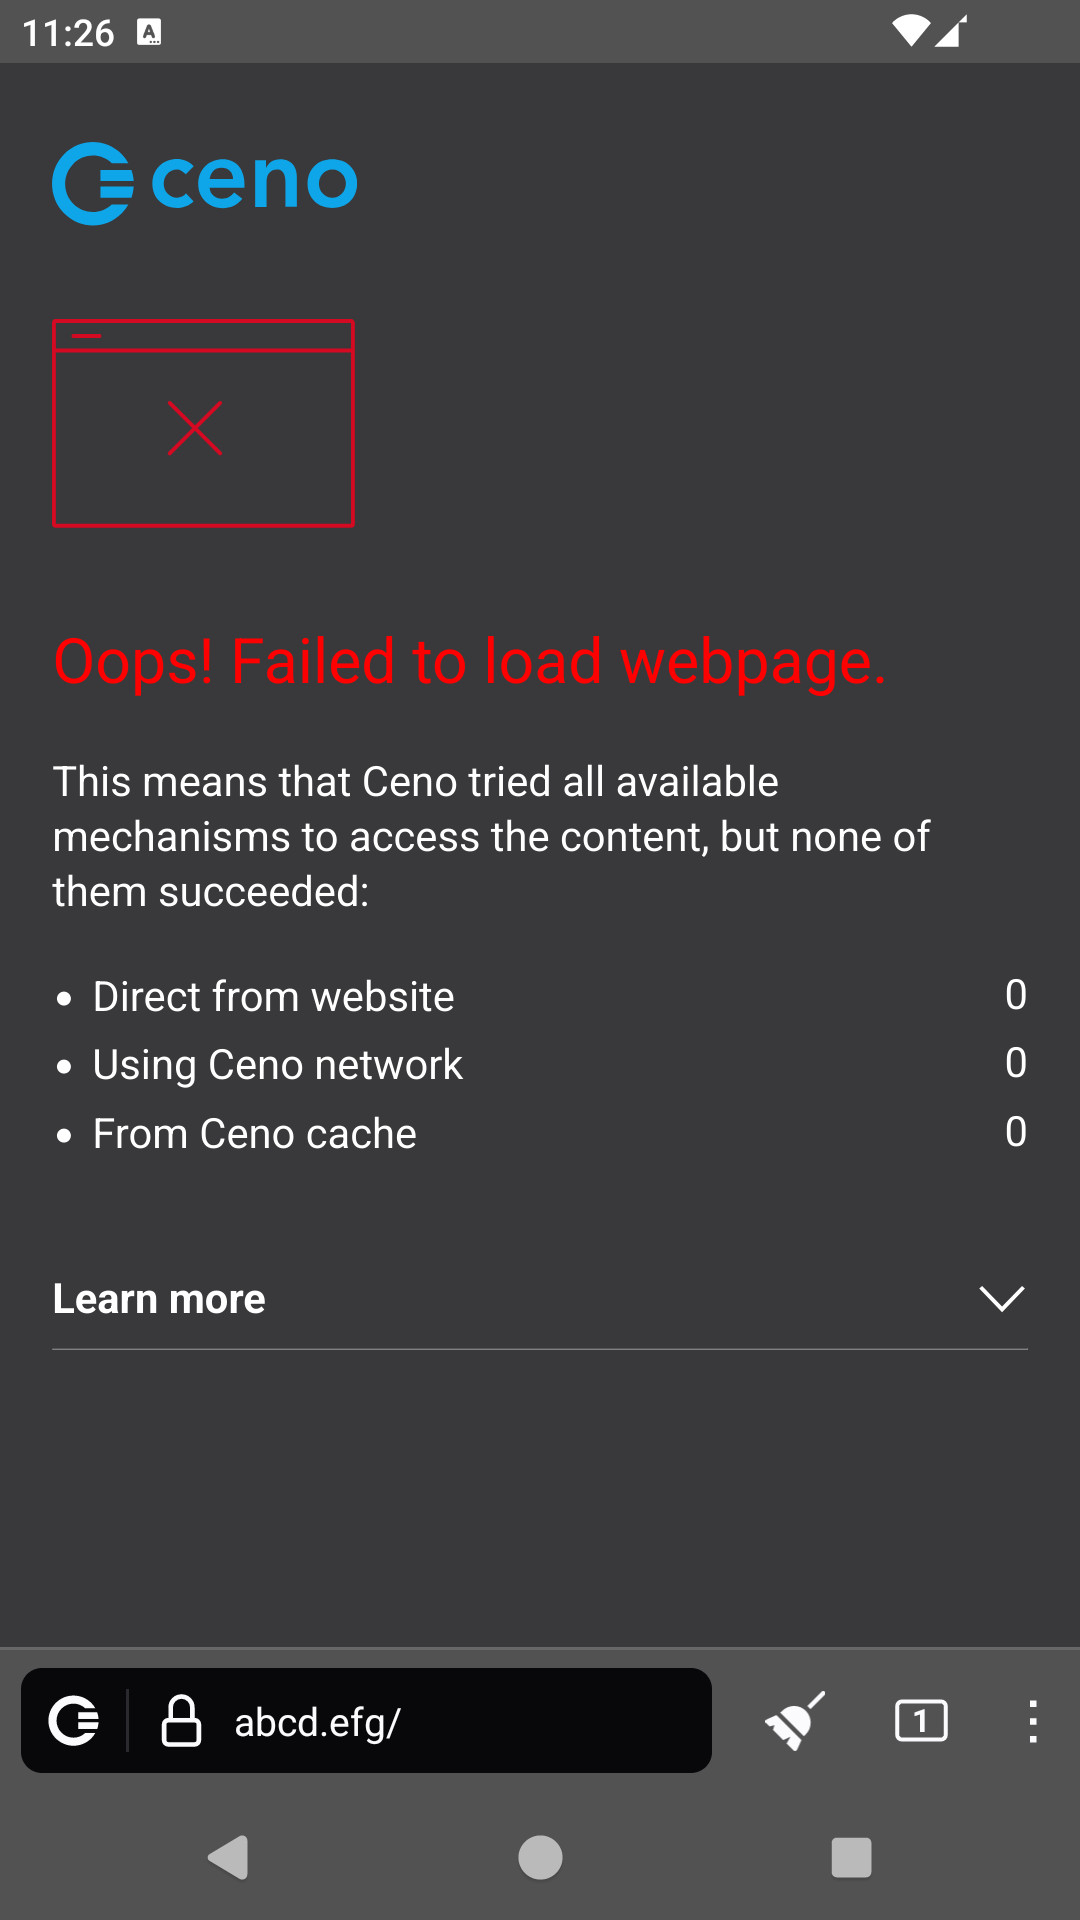 11:26
ceno
Oops! Failed to load webpage.
This means that Ceno tried all available
mechanisms to access the content, but none of
them succeeded:
• Direct from website 0
• Using Ceno network 0
• From Ceno cache 0
Learn more
abcd.efg/ 1